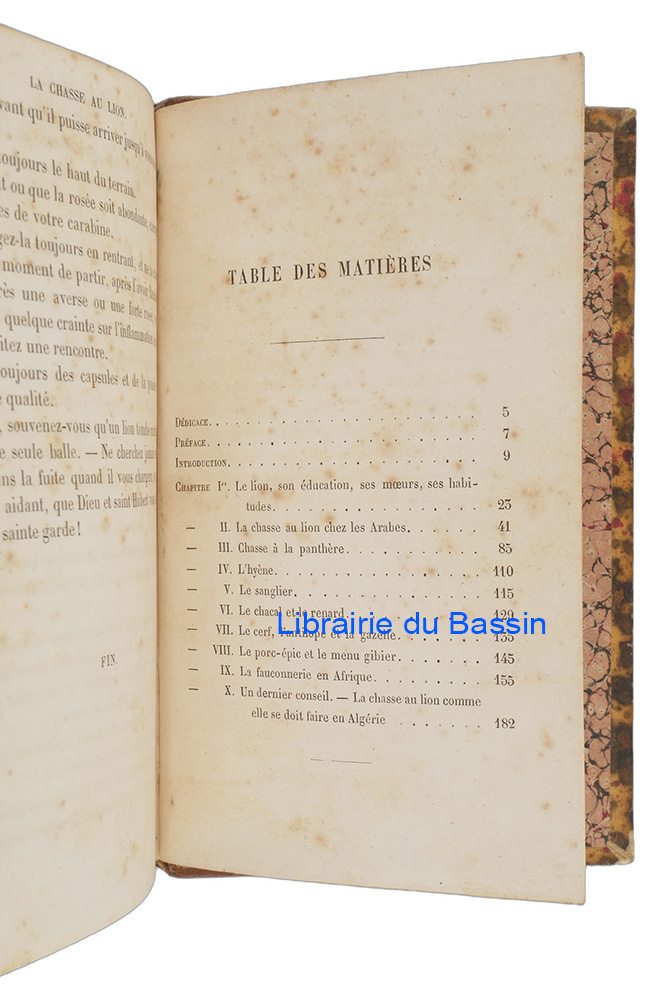 LA CHASSE AU LION.
vant qu'il puisse arriver jusqu'à
toujours le haut du terrain.
t ou que la rosée soit abondante,
es de votre carabine.
gez-la toujours en rentrant, et
moment de partir, après l'avoir
rès une averse ou une forte rosée,
quelque crainte sur l'inflammation
itez une rencontre.
oujours des capsules et de la
e qualité.
, souvenez-vous qu'un lion tombe
e seule balle. — Ne cherchez jamais
ans la fuite quand il vous chargera
aidant, que Dieu et saint Hubert
sainte garde!
FIN.
TABLE DES MATIÈRES
Dédicace. 5
Préface. 7
Introduction. 9
Chapitre Ier. Le lion, son éducation, ses mœurs, ses habi-
tudes. 23
— II. La chasse au lion chez les Arabes. 41
— III. Chasse à la panthère. 85
— IV. L'hyène. 110
— V. Le sanglier. 115
— VI. Le chacal et le renard. 129
— VII. Le cerf, l'antilope et la gazelle. 135
— VIII. Le porc-épic et le menu gibier. 145
— IX. La fauconnerie en Afrique. 155
— X. Un dernier conseil. — La chasse au lion comme
elle se doit faire en Algérie 182
Librairie du Bassin